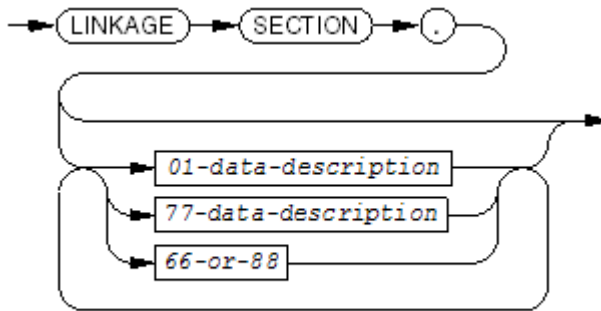 LINKAGE SECTION .
01-data-description
77-data-description
66-or-88